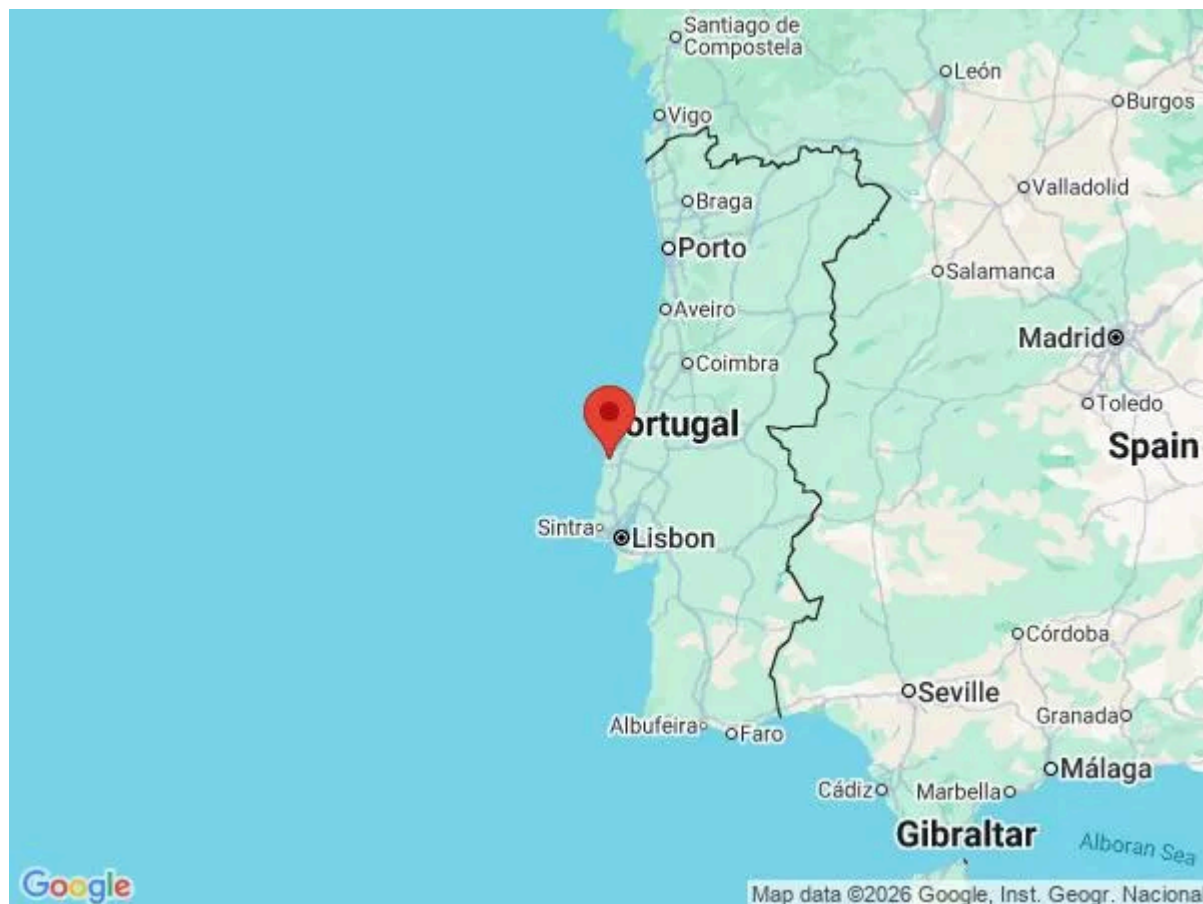 Santiago de
Compostela
León
Burgos
Vigo
Valladolid
Braga
Porto
Salamanca
Aveiro
Madrid
Coimbra
Toledo
ortugal
Spain
Sintra
Lisbon
Córdoba
Seville
Granada
Albufeira
Faro
Málaga
Cádiz
Marbella
Gibraltar
Alboran Sea
Google
Map data ©2026 Google, Inst. Geogr. Nacional